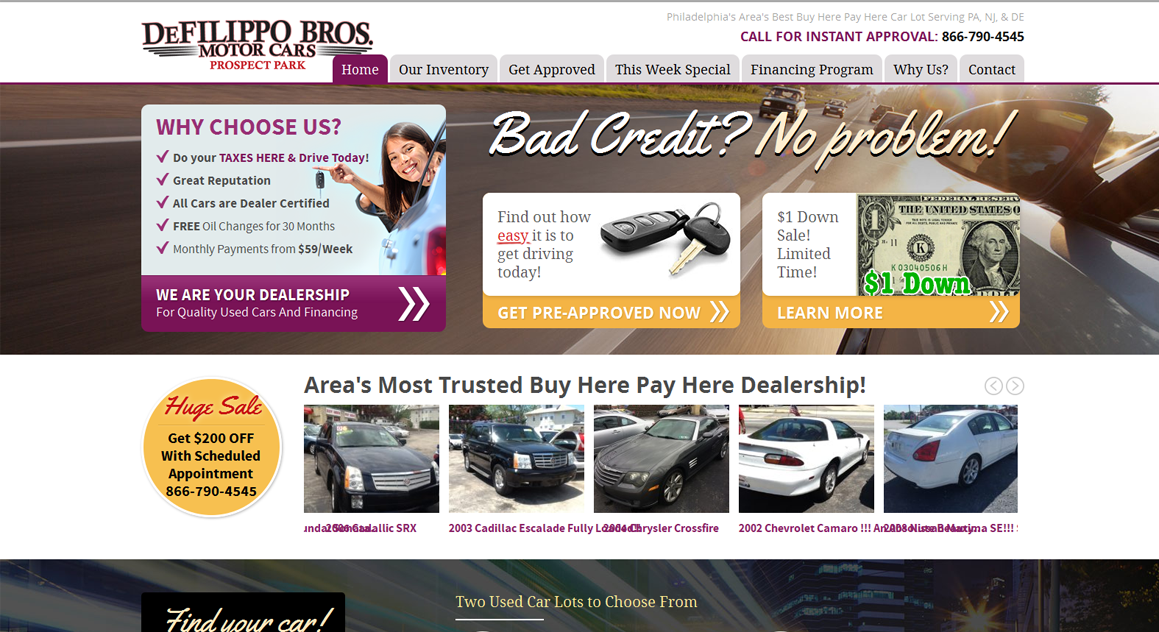 Philadelphia's Area's Best Buy Here Pay Here Car Lot Serving PA, NJ, & DE
CALL FOR INSTANT APPROVAL: 866-790-4545
DEFILIPPO BROS.
MOTOR CARS
PROSPECT PARK
Home Our Inventory Get Approved This Week Special Financing Program Why Us? Contact
WHY CHOOSE US?
Do your TAXES HERE & Drive Today!
Great Reputation
All Cars are Dealer Certified
FREE Oil Changes for 30 Months
Monthly Payments from $59/Week
WE ARE YOUR DEALERSHIP
For Quality Used Cars And Financing
Bad Credit? No problem!
Find out how
easy it is to
get driving
today!
GET PRE-APPROVED NOW
$1 Down
Sale!
Limited
Time!
THE UNITED STATES O
K 03040506 H
$1 Down
LEARN MORE
Huge Sale
Get $200 OFF
With Scheduled
Appointment
866-790-4545
Area's Most Trusted Buy Here Pay Here Dealership!
2006 Cadallic SRX
2003 Cadillac Escalade Fully Loaded!!
2004 Chrysler Crossfire
2002 Chevrolet Camaro !!! An Absolute Beauty...
2008 Nissan Maxima SE!!!
Find your car!
Two Used Car Lots to Choose From